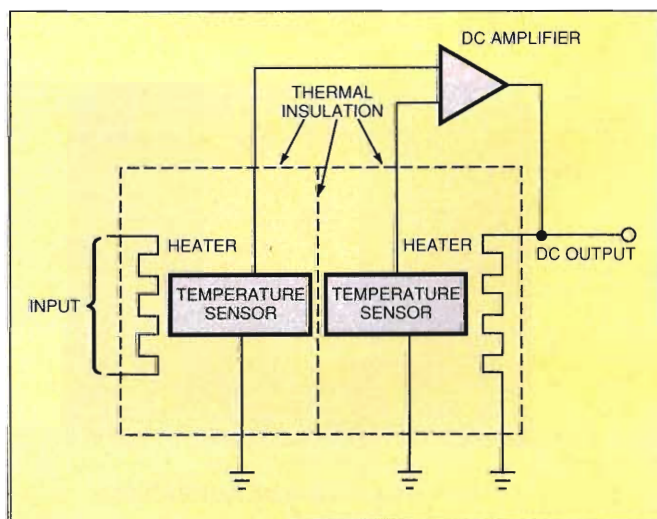 DC AMPLIFIER
THERMAL
INSULATION
HEATER
HEATER
DC OUTPUT
TEMPERATURE
SENSOR
TEMPERATURE
SENSOR
INPUT